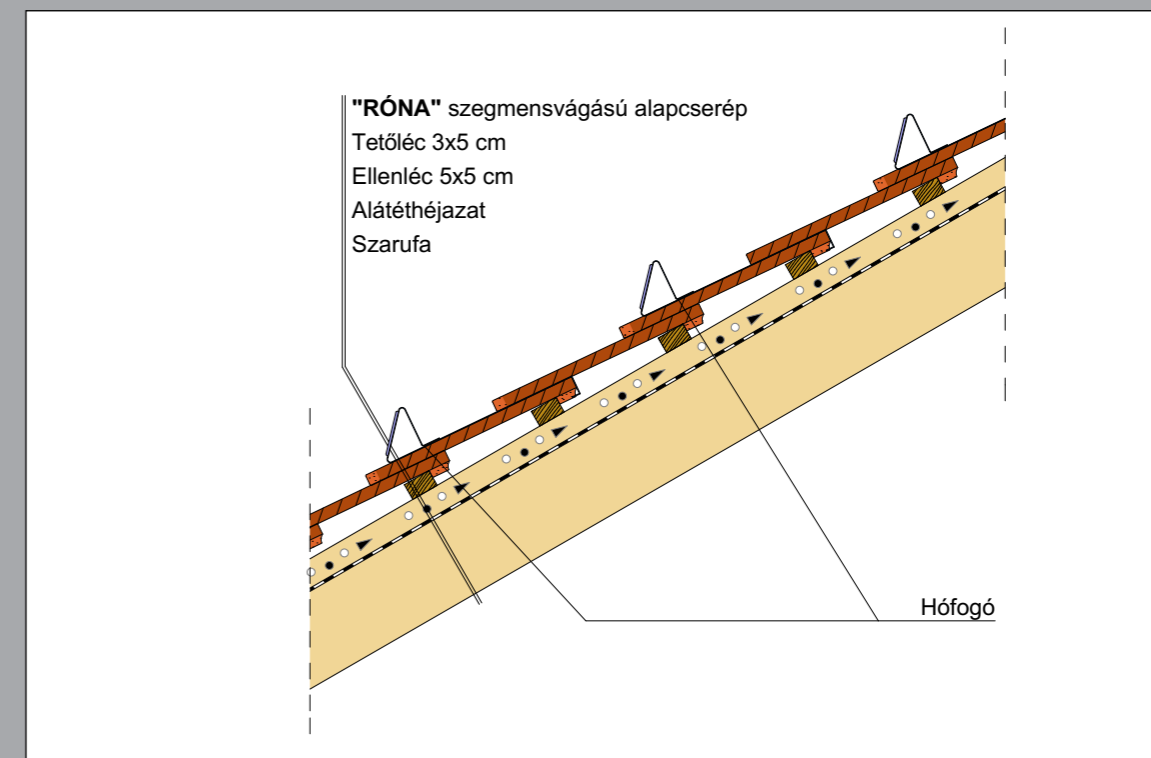 "RÓNA" szegmensvágású alapcserép
Tetőléc 3x5 cm
Ellenléc 5x5 cm
Alátéthéjazat
Szarufa
Hófogó